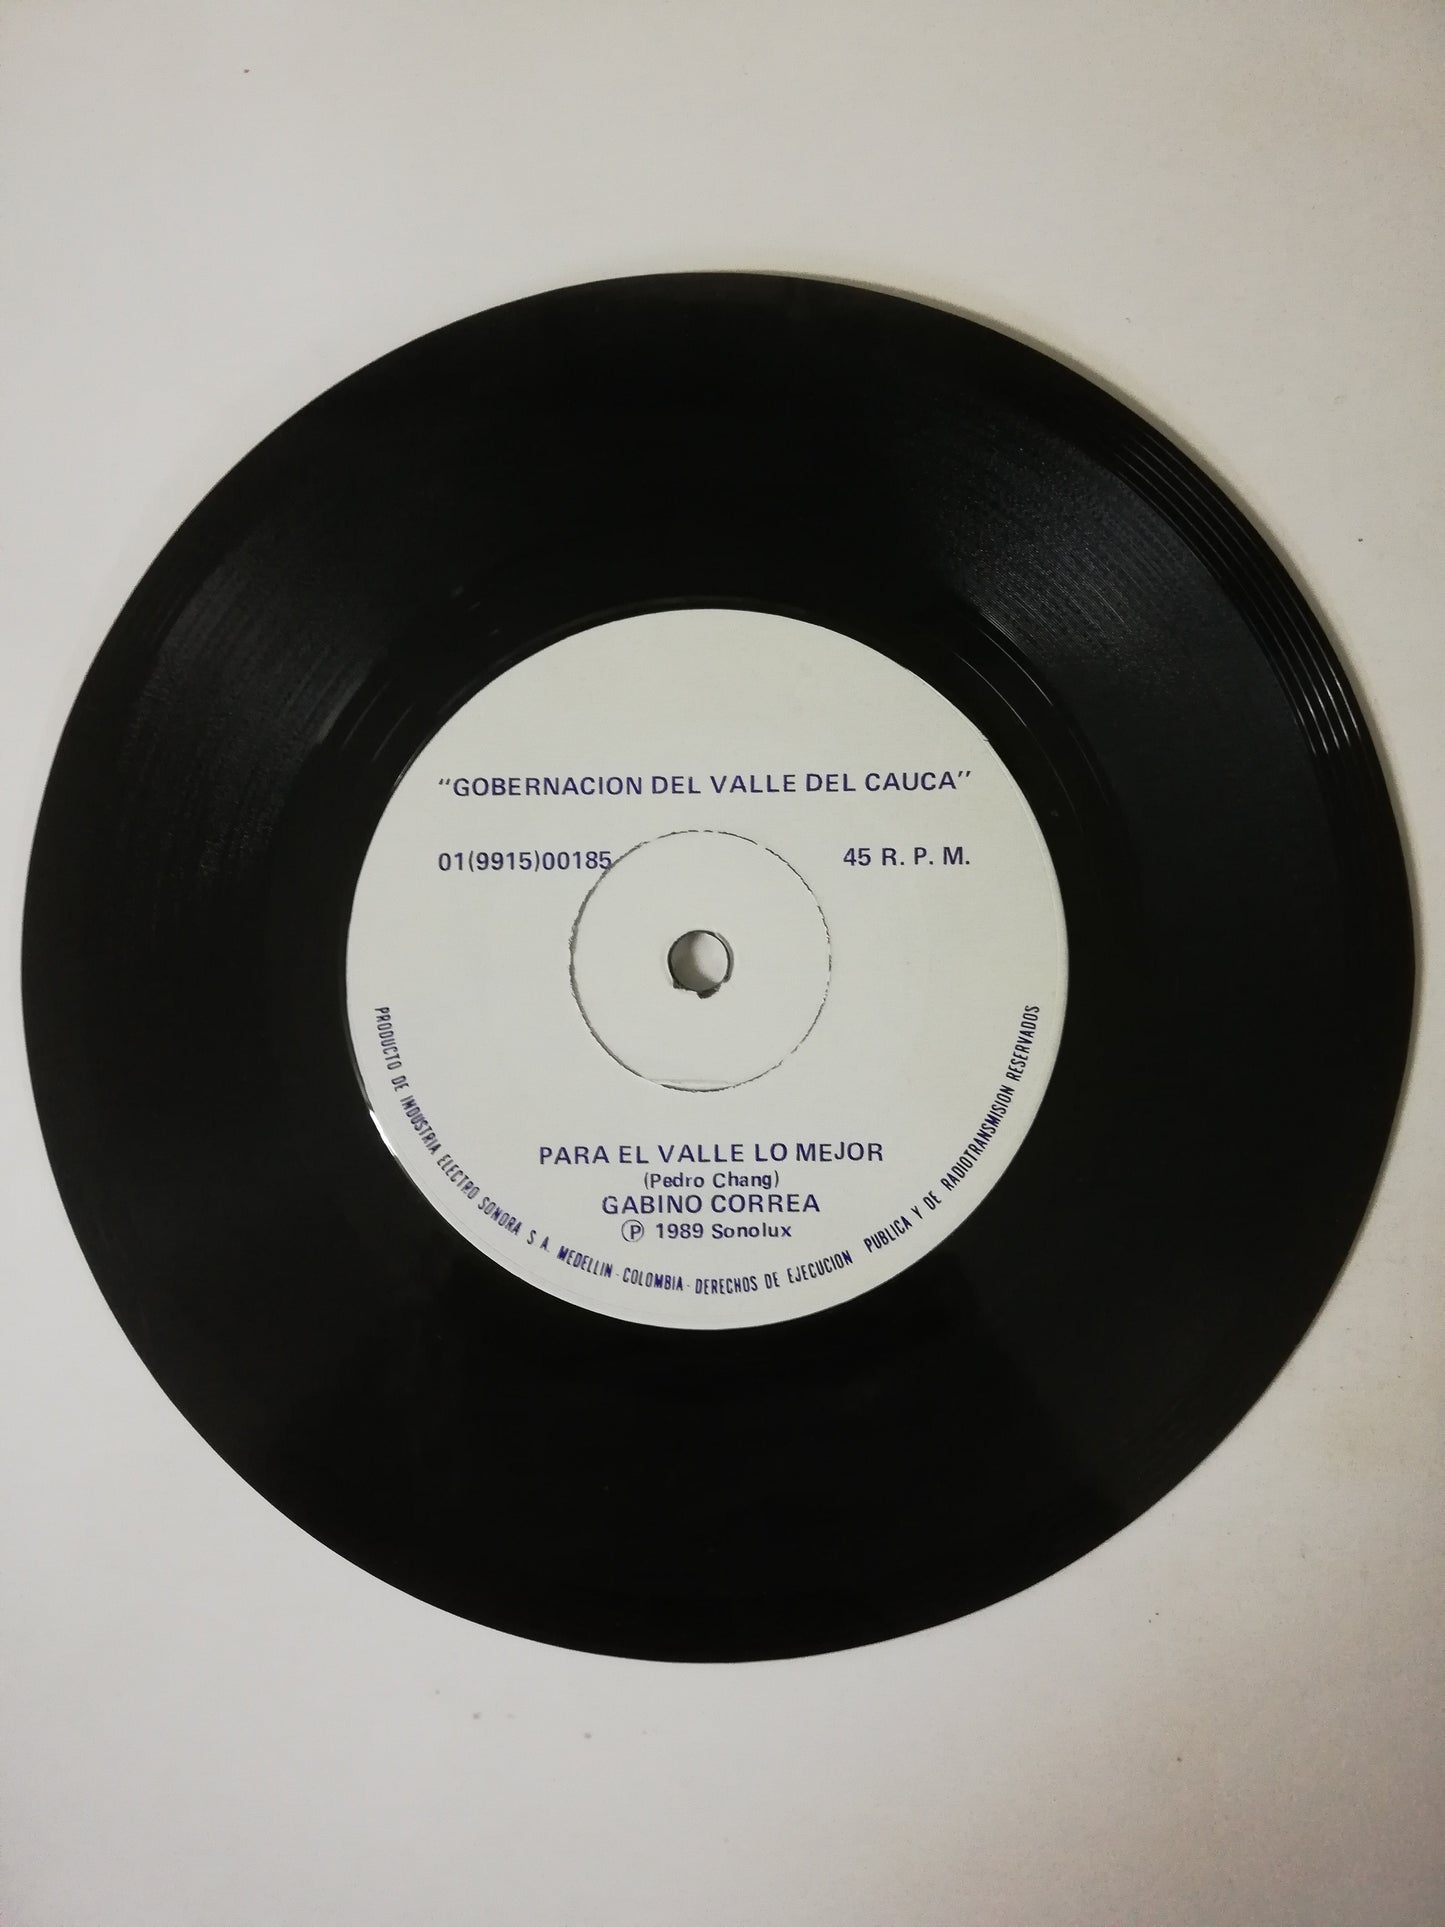 "GOBERNACION DEL VALLE DEL CAUCA"
01(9915)00185
45 R. P. M.
PARA EL VALLE LO MEJOR
(Pedro Chang)
GABINO CORREA
Ⓟ 1989 Sonolux
PRODUCTO DE INDUSTRIA ELECTRO SONORA S A. MEDELLIN - COLOMBIA - DERECHOS DE EJECUCION PUBLICA Y DE RADIOTRANSMISION RESERVADOS